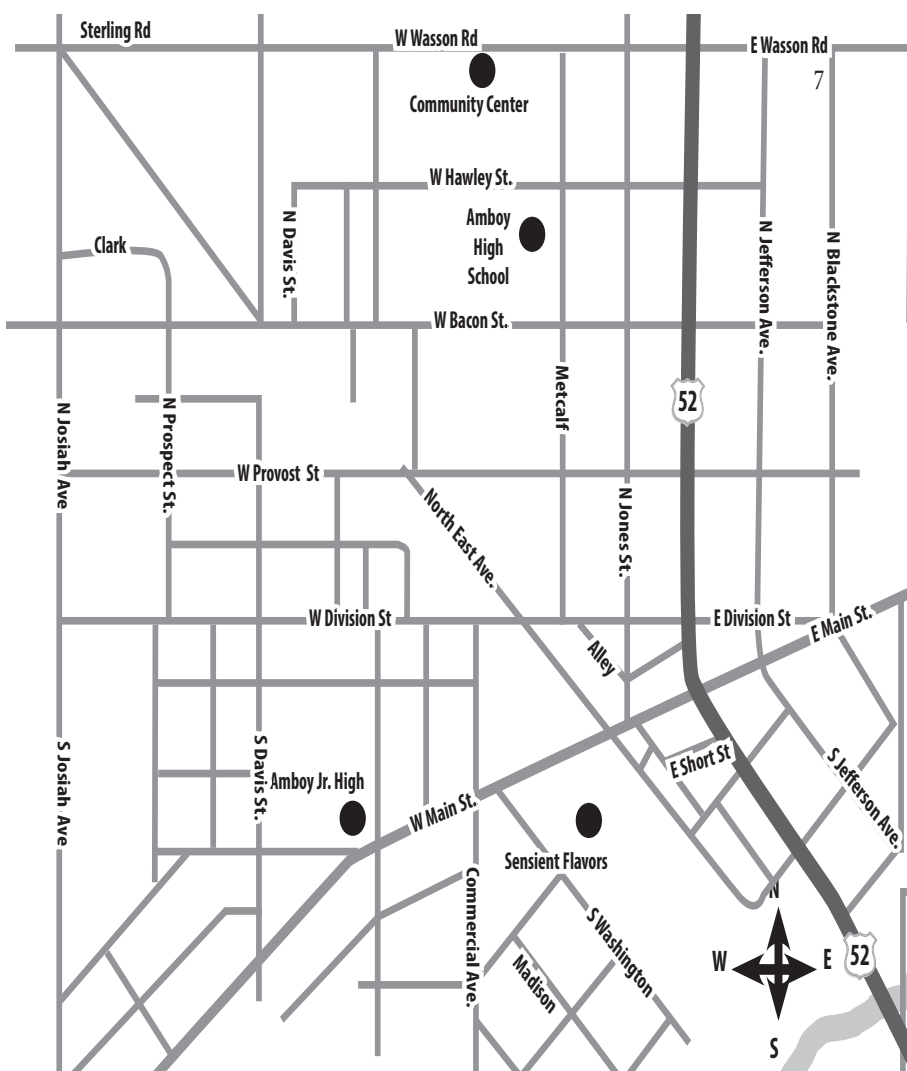 Sterling Rd
W Wasson Rd
E Wasson Rd
7
Community Center
W Hawley St.
Amboy
High
School
N Davis St.
Clark
N Jefferson Ave.
N Blackstone Ave.
W Bacon St.
Metcalf
52
N Josiah Ave
N Prospect St.
W Provost St
North East Ave.
N Jones St.
W Division St
E Division St
E Main St.
Alley
S Josiah Ave
S Davis St.
Amboy Jr. High
W Main St.
E Short St
S Jefferson Ave.
Sensient Flavors
Commercial Ave.
S Washington
Madison
N
W
E
52
S